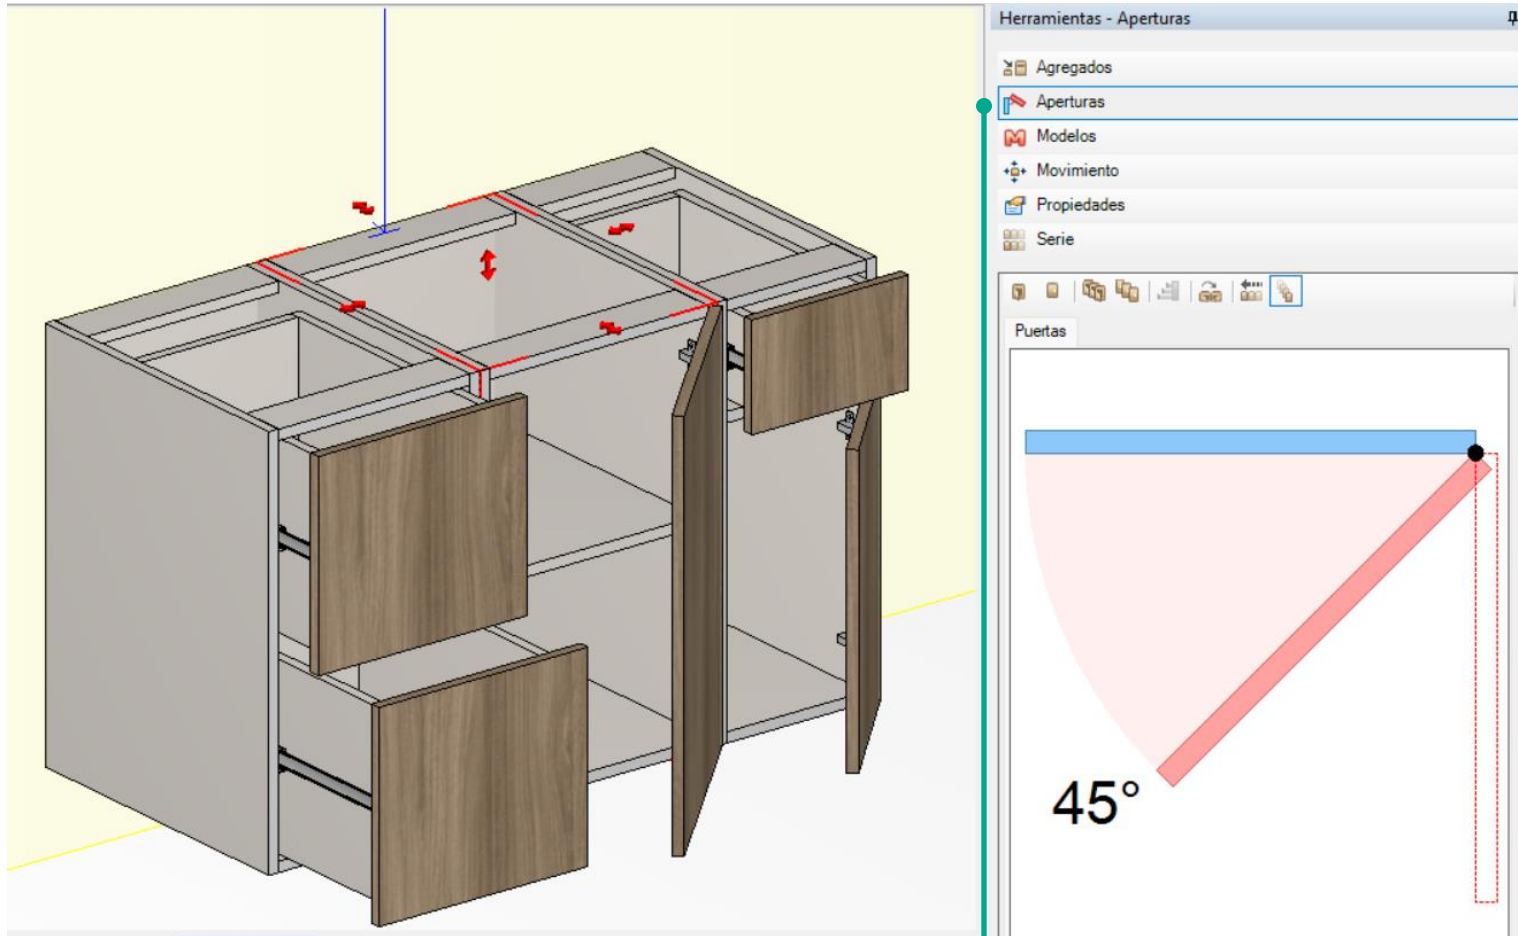 Herramientas - Aperturas
Agregados
Aperturas
Modelos
Movimiento
Propiedades
Serie
Puertas
45°